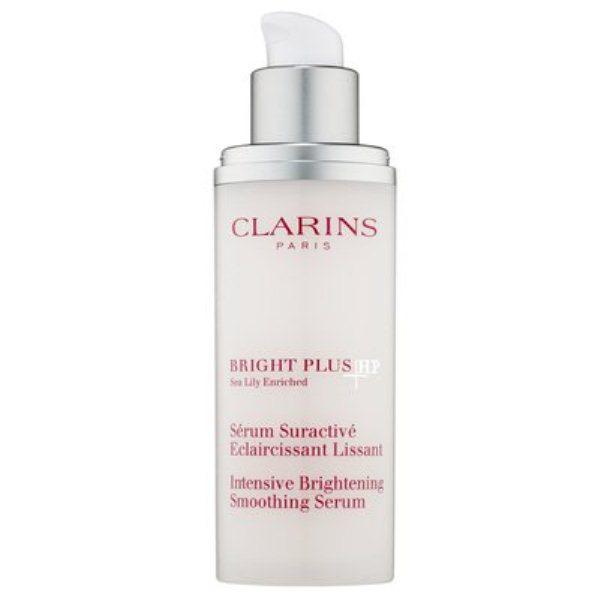 CLARINS
PARIS
BRIGHT PLUS HP
Sea Lily Enriched
Sérum Suractivé
Eclaircissant Lissant
Intensive Brightening
Smoothing Serum